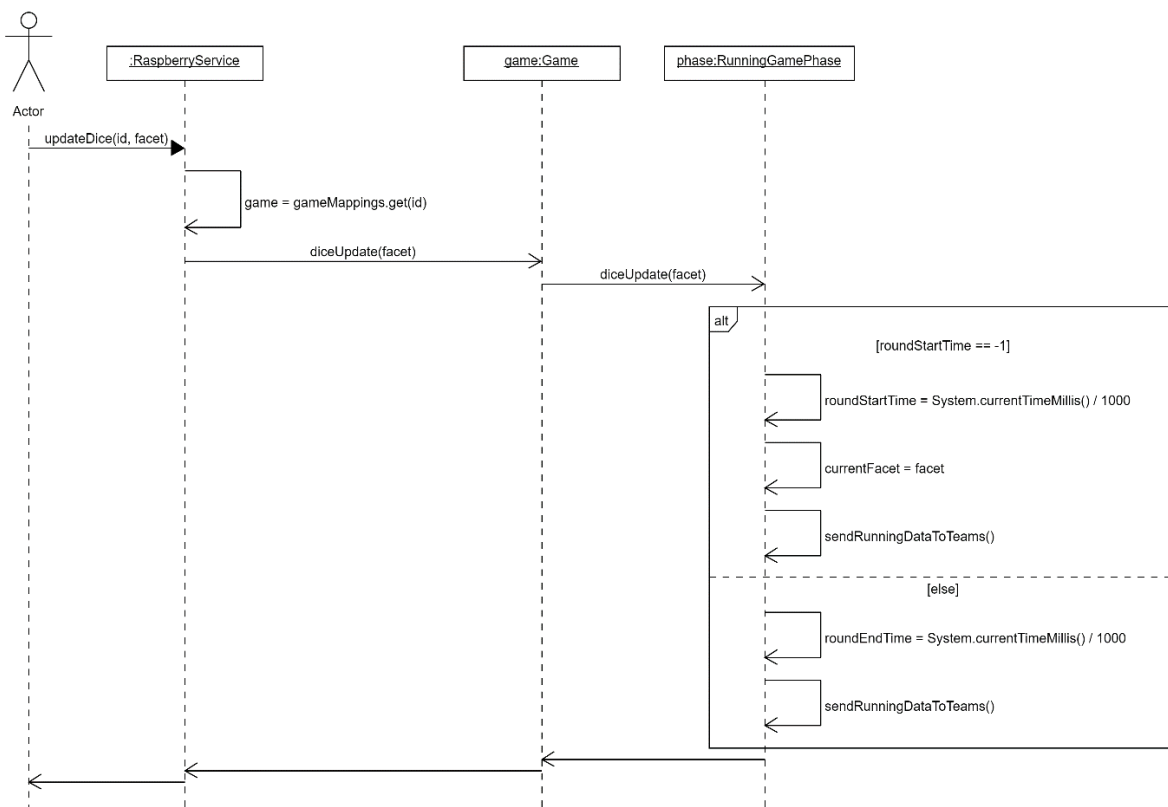 :RaspberryService
game:Game
phase:RunningGamePhase
Actor
updateDice(id, facet)
game = gameMappings.get(id)
diceUpdate(facet)
diceUpdate(facet)
alt
[roundStartTime == -1]
roundStartTime = System.currentTimeMillis() / 1000
currentFacet = facet
sendRunningDataToTeams()
[else]
roundEndTime = System.currentTimeMillis() / 1000
sendRunningDataToTeams()